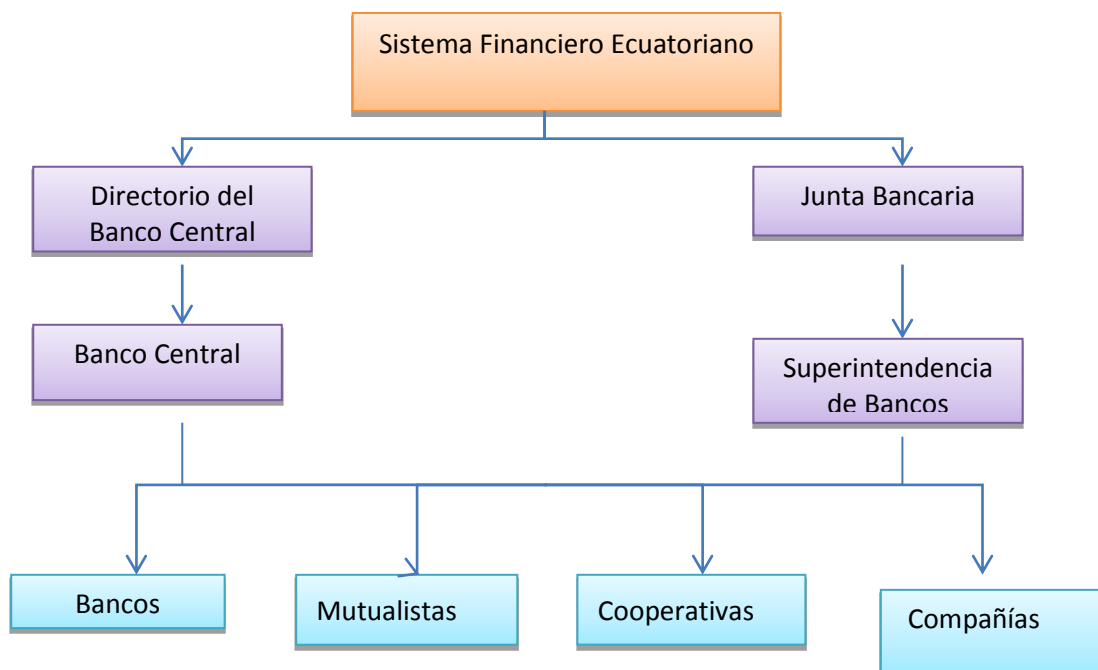 Sistema Financiero Ecuatoriano
Directorio del
Banco Central
Junta Bancaria
Banco Central
Superintendencia
de Bancos
Bancos
Mutualistas
Cooperativas
Compañías